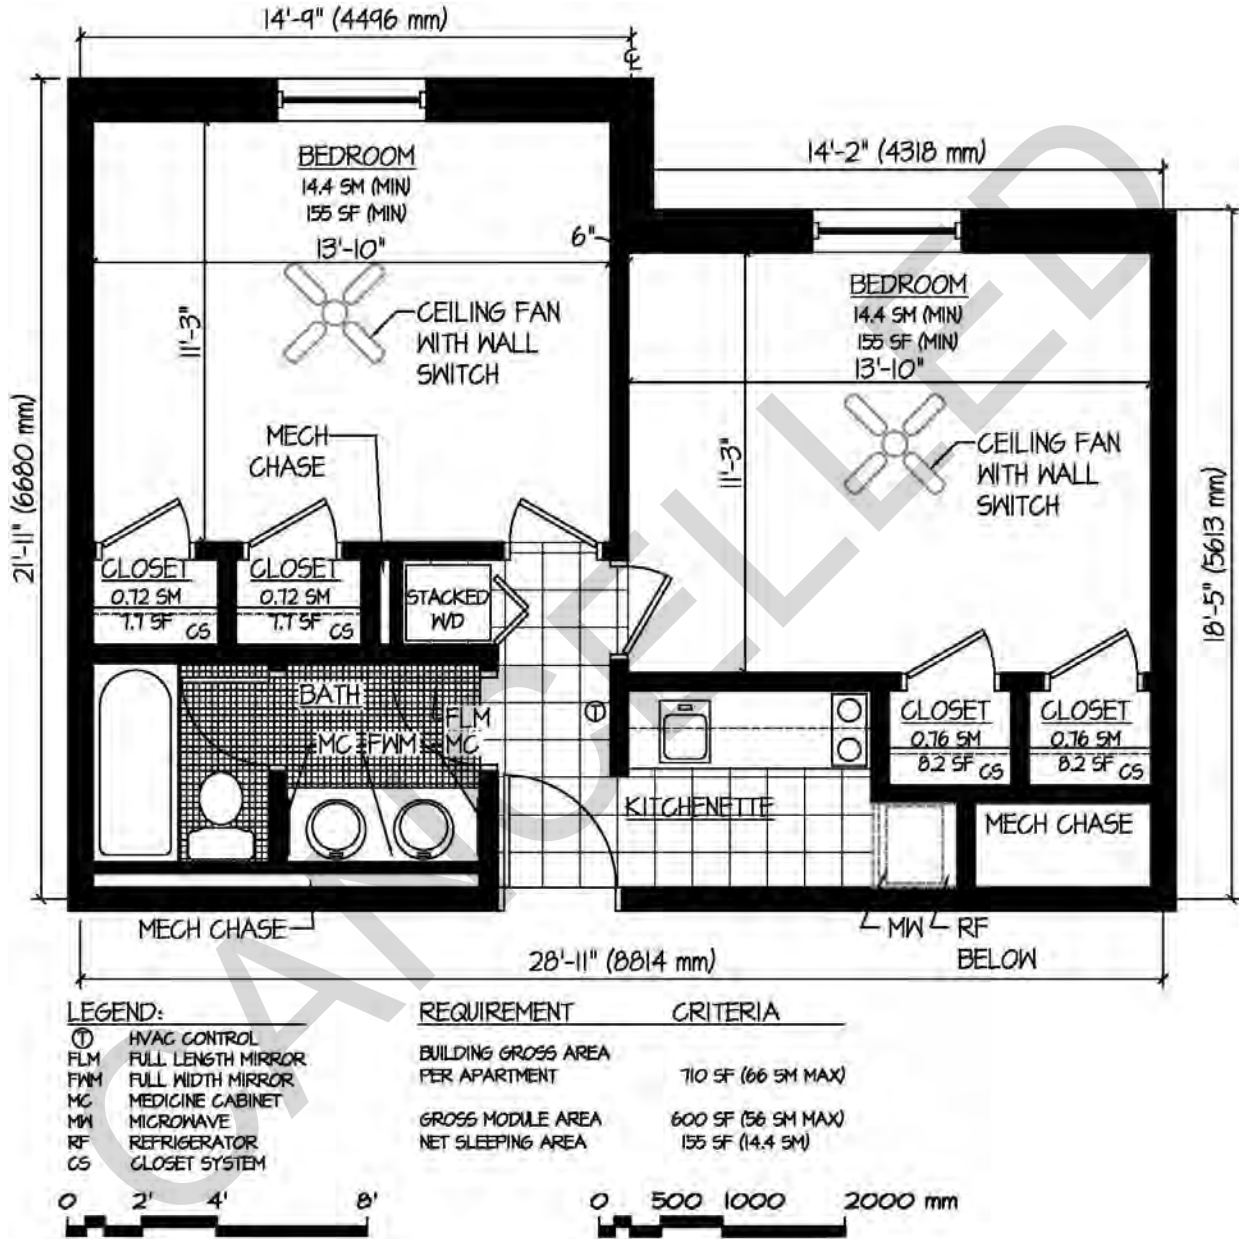 14'-9" (4496 mm)
℄
14'-2" (4318 mm)
BEDROOM
14.4 SM (MIN)
155 SF (MIN)
13'-10"
6"
11'-3"
CEILING FAN
WITH WALL
SWITCH
BEDROOM
14.4 SM (MIN)
155 SF (MIN)
13'-10"
11'-3"
CEILING FAN
WITH WALL
SWITCH
21'-11" (6680 mm)
18'-5" (5613 mm)
MECH
CHASE
CLOSET
0.72 SM
7.7 SF CS
CLOSET
0.72 SM
7.7 SF CS
STACKED
W/D
BATH
FLM
MC FWM MC
T
CLOSET
0.76 SM
8.2 SF CS
CLOSET
0.76 SM
8.2 SF CS
KITCHENETTE
MECH CHASE
MECH CHASE
MW RF
BELOW
28'-11" (8814 mm)
LEGEND:
T HVAC CONTROL
FLM FULL LENGTH MIRROR
FWM FULL WIDTH MIRROR
MC MEDICINE CABINET
MW MICROWAVE
RF REFRIGERATOR
CS CLOSET SYSTEM
REQUIREMENT CRITERIA
BUILDING GROSS AREA
PER APARTMENT 710 SF (66 SM MAX)
GROSS MODULE AREA 600 SF (56 SM MAX)
NET SLEEPING AREA 155 SF (14.4 SM)
0 2' 4' 8'
0 500 1000 2000 mm
CANCELLED